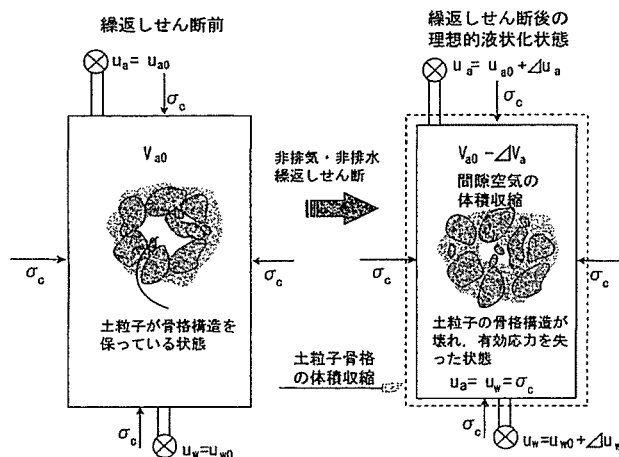 繰返しせん断前
u_a= u_a0
σ_c
V_a0
σ_c
σ_c
土粒子が骨格構造を
保っている状態
σ_c
u_w=u_w0
非排気・非排水
繰返しせん断
土粒子骨格
の体積収縮
繰返しせん断後の
理想的液状化状態
u_a= u_a0+⊿u_a
σ_c
V_a0 -⊿V_a
間隙空気の
体積収縮
σ_c
σ_c
土粒子の骨格構造が
壊れ，有効応力を失
った状態
u_a= u_w=σ_c
σ_c
u_w=u_w0+⊿u_w